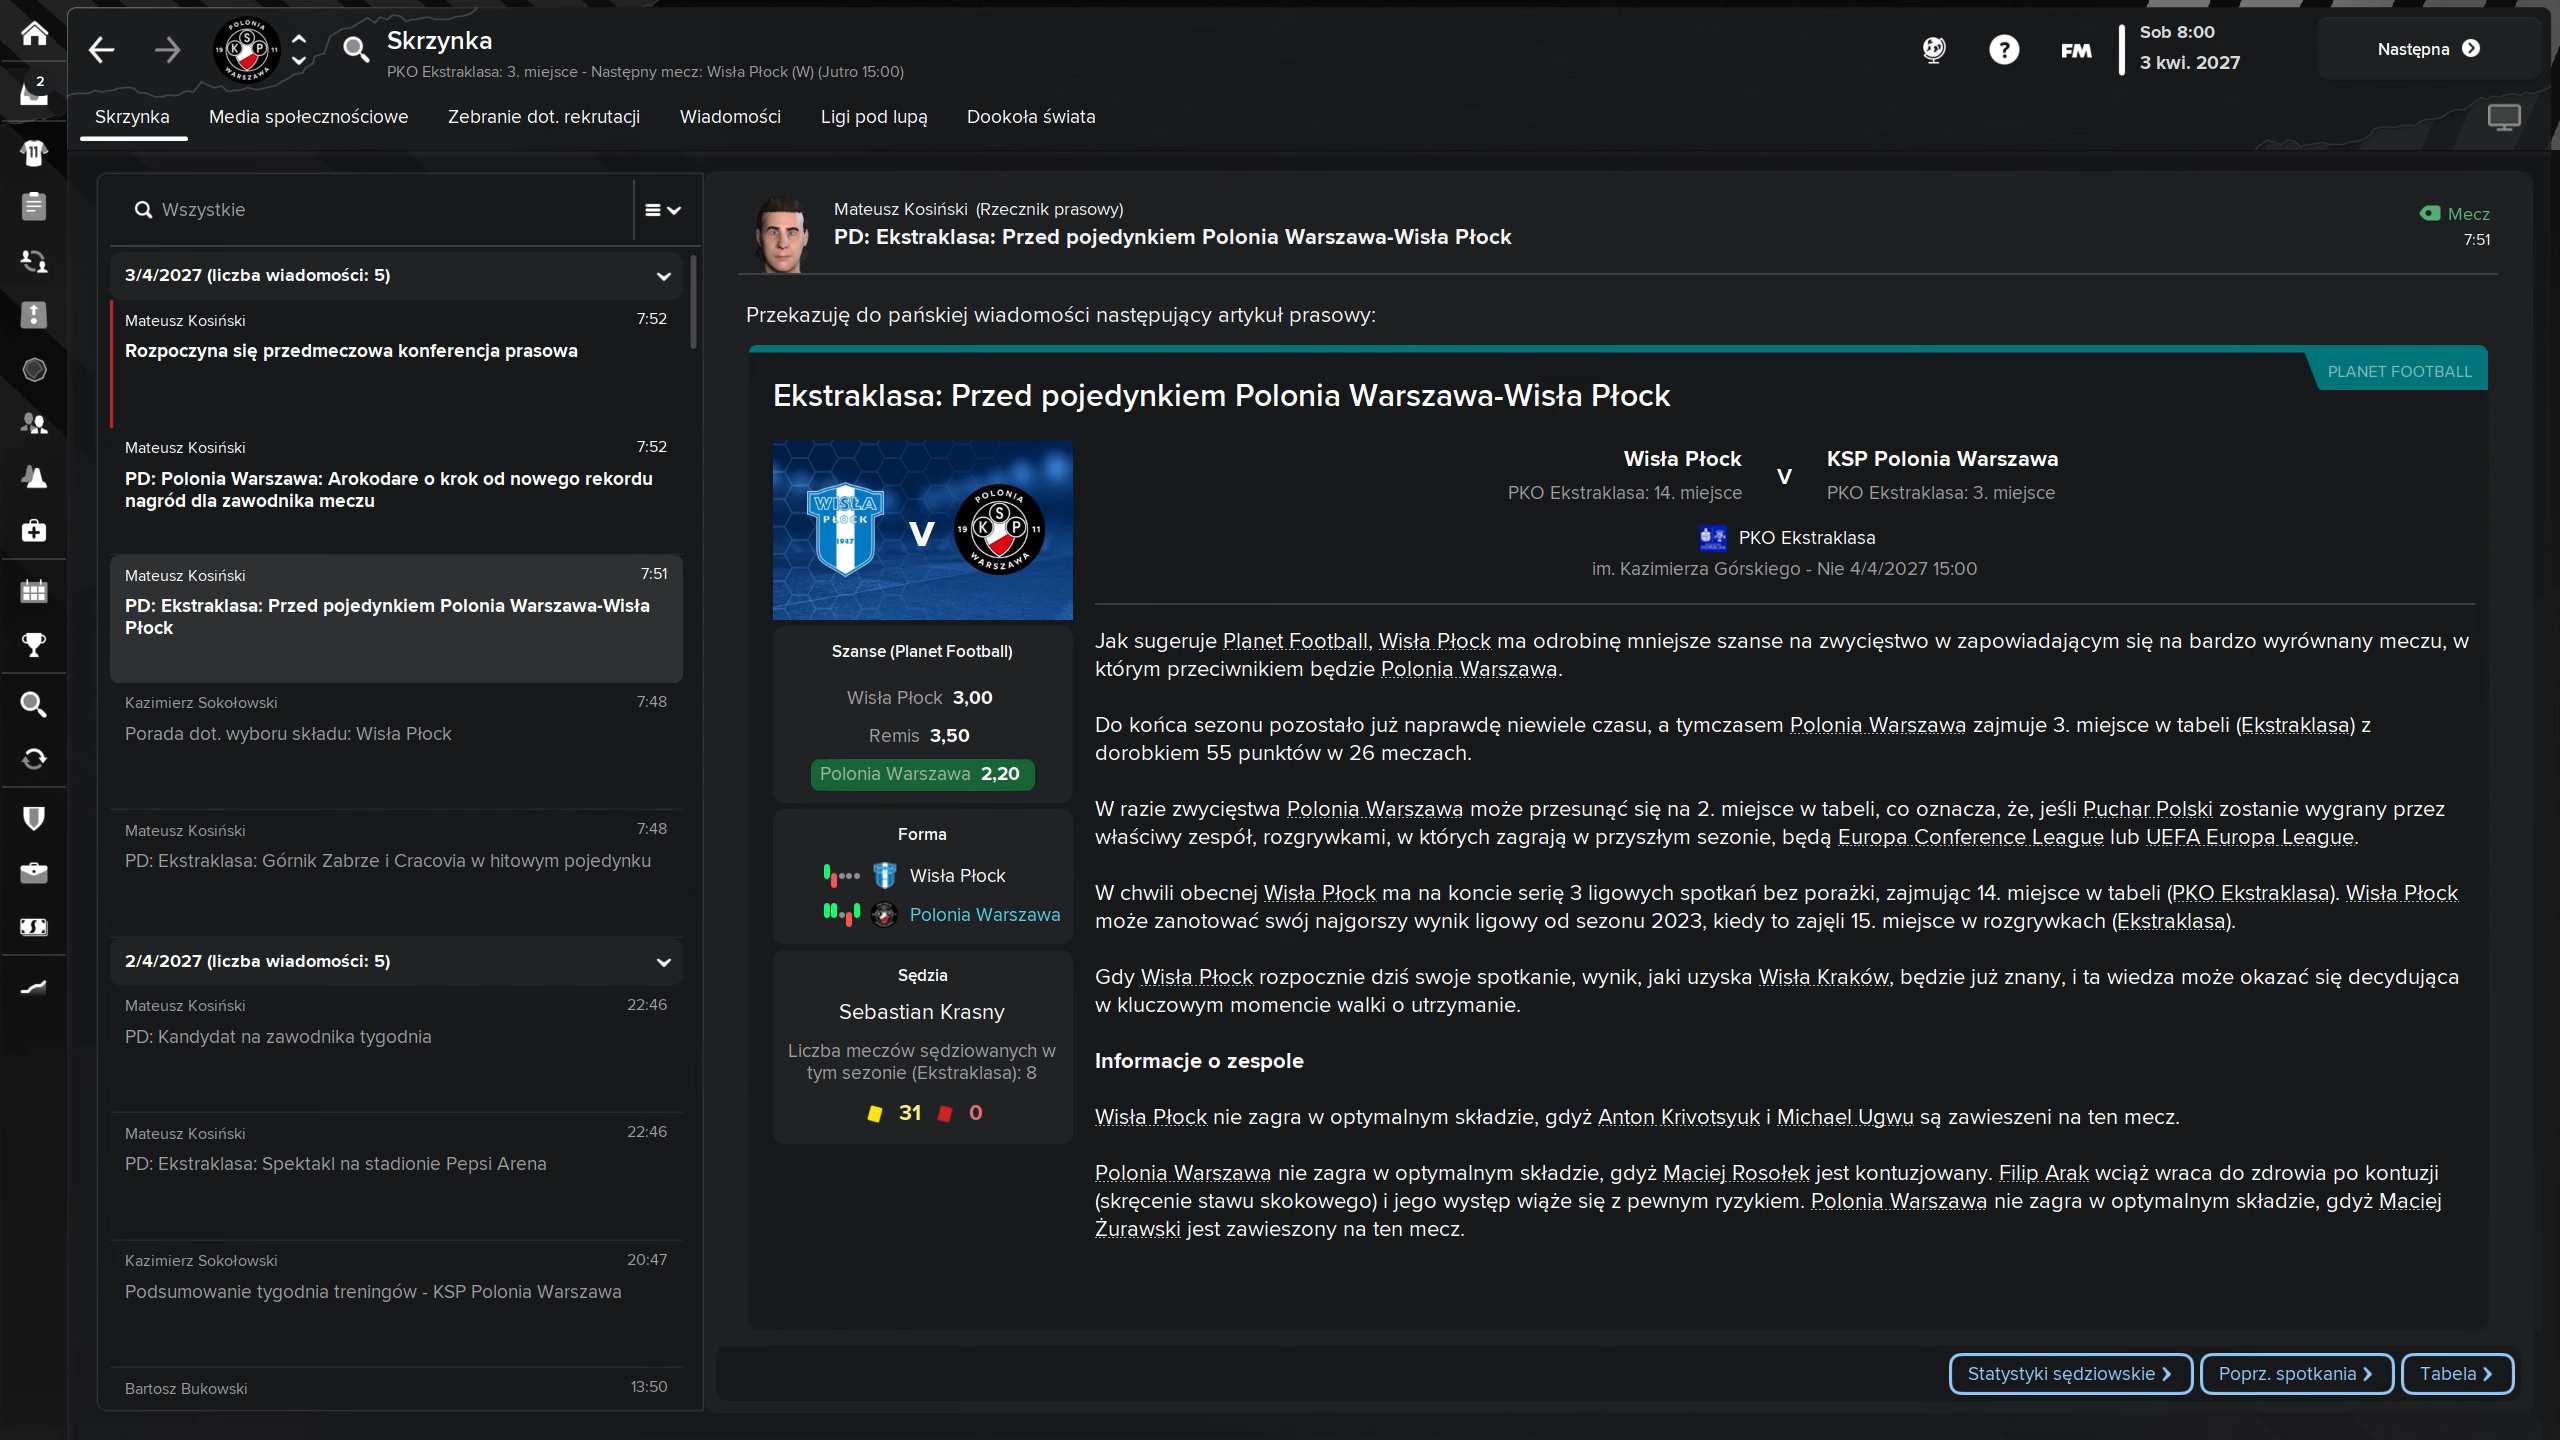 Skrzynka
PKO Ekstraklasa: 3. miejsce - Następny mecz: Wisła Płock (W) (Jutro 15:00)
FM
Sob 8:00
3 kwi. 2027
Następna
2
Skrzynka
Media społecznościowe
Zebranie dot. rekrutacji
Wiadomości
Ligi pod lupą
Dookoła świata
Wszystkie
3/4/2027 (liczba wiadomości: 5)
Mateusz Kosiński 7:52
Rozpoczyna się przedmeczowa konferencja prasowa
Mateusz Kosiński 7:52
PD: Polonia Warszawa: Arokodare o krok od nowego rekordu
nagród dla zawodnika meczu
Mateusz Kosiński 7:51
PD: Ekstraklasa: Przed pojedynkiem Polonia Warszawa-Wisła
Płock
Kazimierz Sokołowski 7:48
Porada dot. wyboru składu: Wisła Płock
Mateusz Kosiński 7:48
PD: Ekstraklasa: Górnik Zabrze i Cracovia w hitowym pojedynku
2/4/2027 (liczba wiadomości: 5)
Mateusz Kosiński 22:46
PD: Kandydat na zawodnika tygodnia
Mateusz Kosiński 22:46
PD: Ekstraklasa: Spektakl na stadionie Pepsi Arena
Kazimierz Sokołowski 20:47
Podsumowanie tygodnia treningów - KSP Polonia Warszawa
Bartosz Bukowski 13:50
Mateusz Kosiński (Rzecznik prasowy)
PD: Ekstraklasa: Przed pojedynkiem Polonia Warszawa-Wisła Płock
Mecz
7:51
Przekazuję do pańskiej wiadomości następujący artykuł prasowy:
PLANET FOOTBALL
Ekstraklasa: Przed pojedynkiem Polonia Warszawa-Wisła Płock
WISŁA
PŁOCK
1947
V
POLONIA
19 KSP 11
WARSZAWA
Wisła Płock v KSP Polonia Warszawa
PKO Ekstraklasa: 14. miejsce PKO Ekstraklasa: 3. miejsce
PKO Ekstraklasa
im. Kazimierza Górskiego - Nie 4/4/2027 15:00
Szanse (Planet Football)
Wisła Płock 3,00
Remis 3,50
Polonia Warszawa 2,20
Forma
Wisła Płock
Polonia Warszawa
Sędzia
Sebastian Krasny
Liczba meczów sędziowanych w
tym sezonie (Ekstraklasa): 8
31 0
Jak sugeruje Planet Football, Wisła Płock ma odrobinę mniejsze szanse na zwycięstwo w zapowiadającym się na bardzo wyrównany meczu, w
którym przeciwnikiem będzie Polonia Warszawa.
Do końca sezonu pozostało już naprawdę niewiele czasu, a tymczasem Polonia Warszawa zajmuje 3. miejsce w tabeli (Ekstraklasa) z
dorobkiem 55 punktów w 26 meczach.
W razie zwycięstwa Polonia Warszawa może przesunąć się na 2. miejsce w tabeli, co oznacza, że, jeśli Puchar Polski zostanie wygrany przez
właściwy zespół, rozgrywkami, w których zagrają w przyszłym sezonie, będą Europa Conference League lub UEFA Europa League.
W chwili obecnej Wisła Płock ma na koncie serię 3 ligowych spotkań bez porażki, zajmując 14. miejsce w tabeli (PKO Ekstraklasa). Wisła Płock
może zanotować swój najgorszy wynik ligowy od sezonu 2023, kiedy to zajęli 15. miejsce w rozgrywkach (Ekstraklasa).
Gdy Wisła Płock rozpocznie dziś swoje spotkanie, wynik, jaki uzyska Wisła Kraków, będzie już znany, i ta wiedza może okazać się decydująca
w kluczowym momencie walki o utrzymanie.
Informacje o zespole
Wisła Płock nie zagra w optymalnym składzie, gdyż Anton Krivotsyuk i Michael Ugwu są zawieszeni na ten mecz.
Polonia Warszawa nie zagra w optymalnym składzie, gdyż Maciej Rosołek jest kontuzjowany. Filip Arak wciąż wraca do zdrowia po kontuzji
(skręcenie stawu skokowego) i jego występ wiąże się z pewnym ryzykiem. Polonia Warszawa nie zagra w optymalnym składzie, gdyż Maciej
Żurawski jest zawieszony na ten mecz.
Statystyki sędziowskie
Poprz. spotkania
Tabela